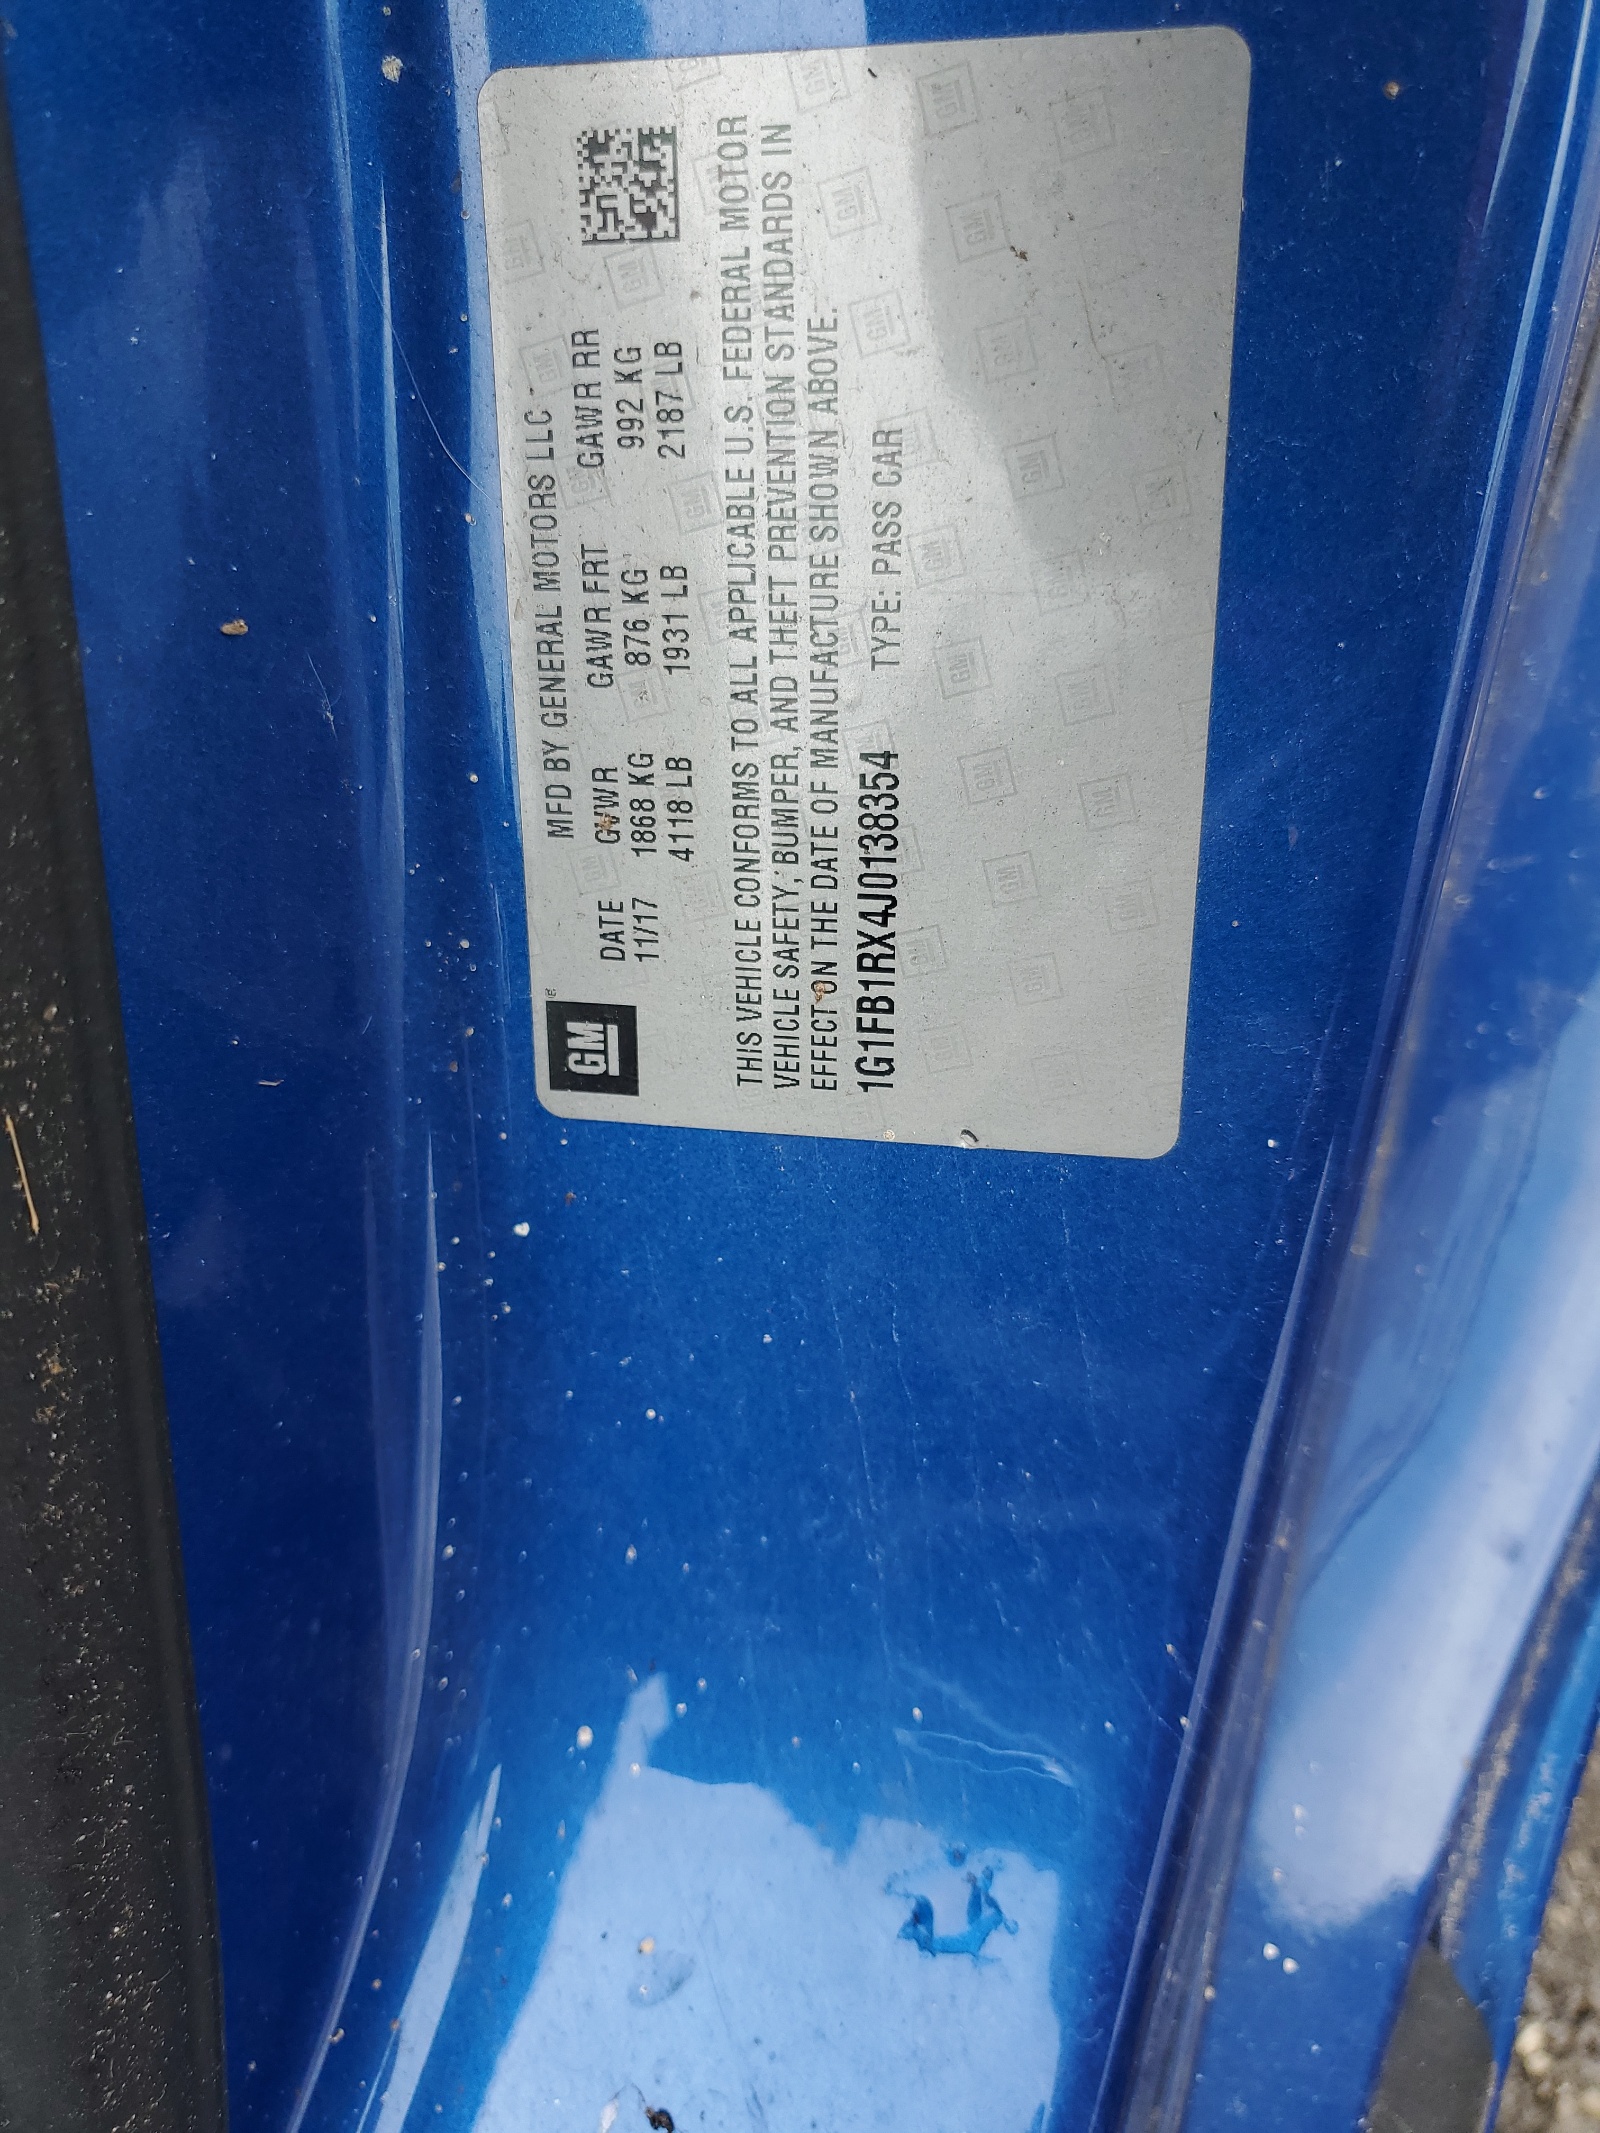 GM
MFD BY GENERAL MOTORS LLC
DATE GVWR GAWR FRT GAWR RR
11/17 1868 KG 876 KG 992 KG
4118 LB 1931 LB 2187 LB
THIS VEHICLE CONFORMS TO ALL APPLICABLE U.S. FEDERAL MOTOR
VEHICLE SAFETY, BUMPER, AND THEFT PREVENTION STANDARDS IN
EFFECT ON THE DATE OF MANUFACTURE SHOWN ABOVE.
1G1FB1RX4J0138354 TYPE: PASS CAR